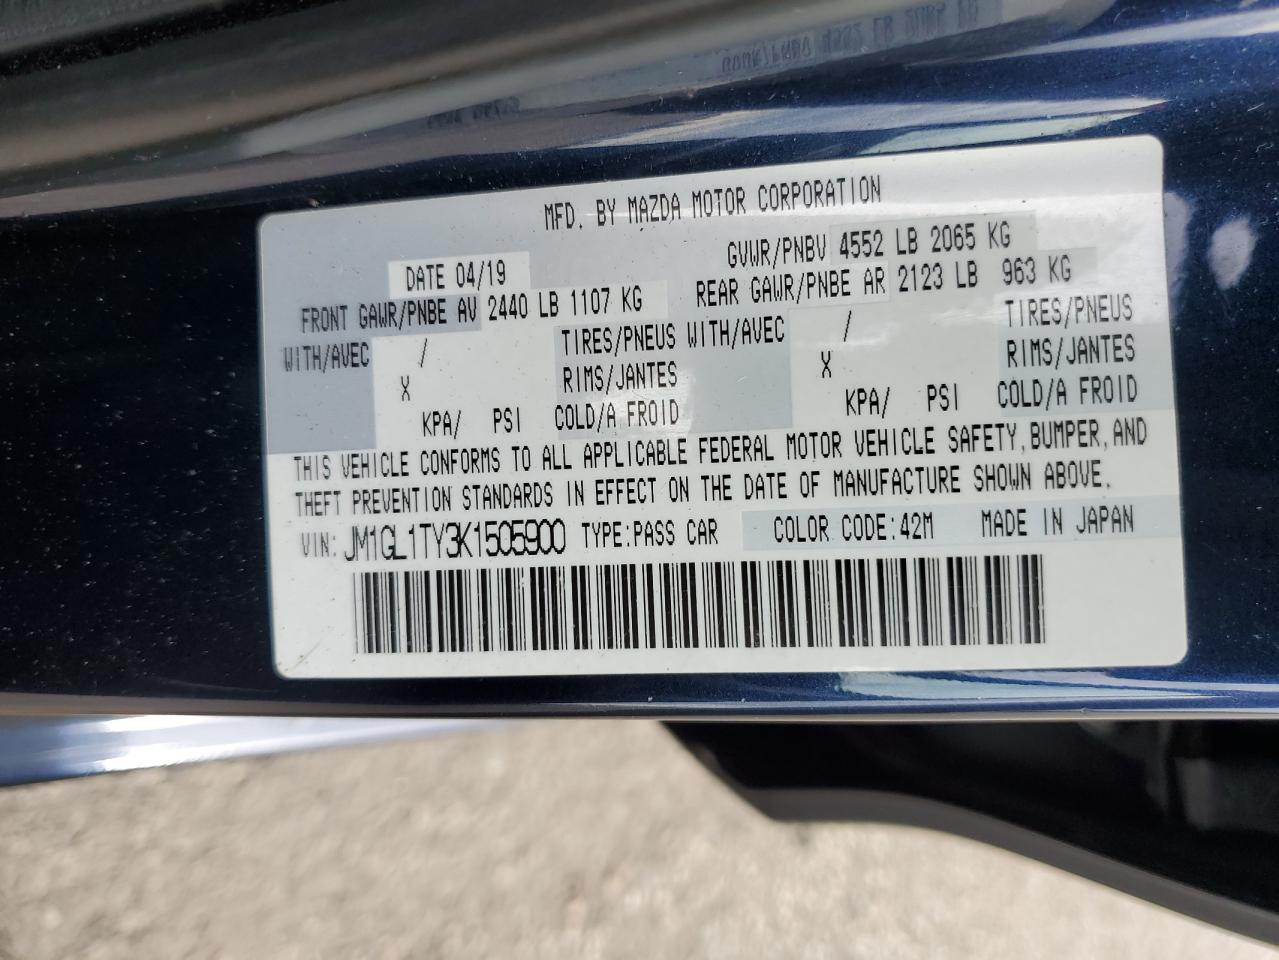 MFD. BY MAZDA MOTOR CORPORATION
DATE 04/19 GVWR/PNBV 4552 LB 2065 KG
FRONT GAWR/PNBE AV 2440 LB 1107 KG REAR GAWR/PNBE AR 2123 LB 963 KG
WITH/AVEC / TIRES/PNEUS WITH/AVEC / TIRES/PNEUS
X RIMS/JANTES X RIMS/JANTES
KPA/ PSI COLD/A FROID KPA/ PSI COLD/A FROID
THIS VEHICLE CONFORMS TO ALL APPLICABLE FEDERAL MOTOR VEHICLE SAFETY, BUMPER, AND
THEFT PREVENTION STANDARDS IN EFFECT ON THE DATE OF MANUFACTURE SHOWN ABOVE.
VIN: JM1GL1TY3K1505900 TYPE:PASS CAR COLOR CODE:42M MADE IN JAPAN